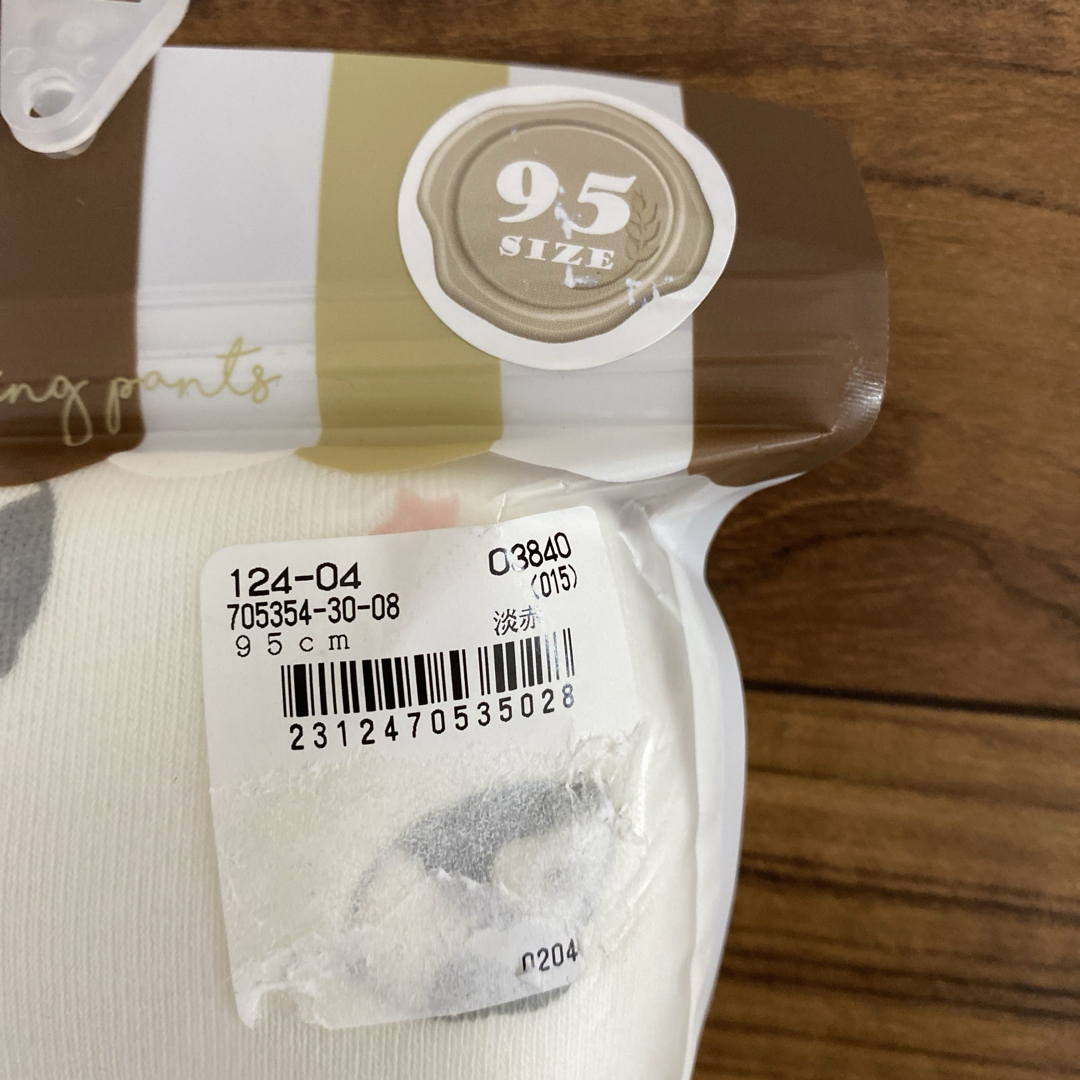 95
SIZE
ing pants
124-04
03840
705354-30-08
(015)
95cm
淡赤
2312470535028
0204